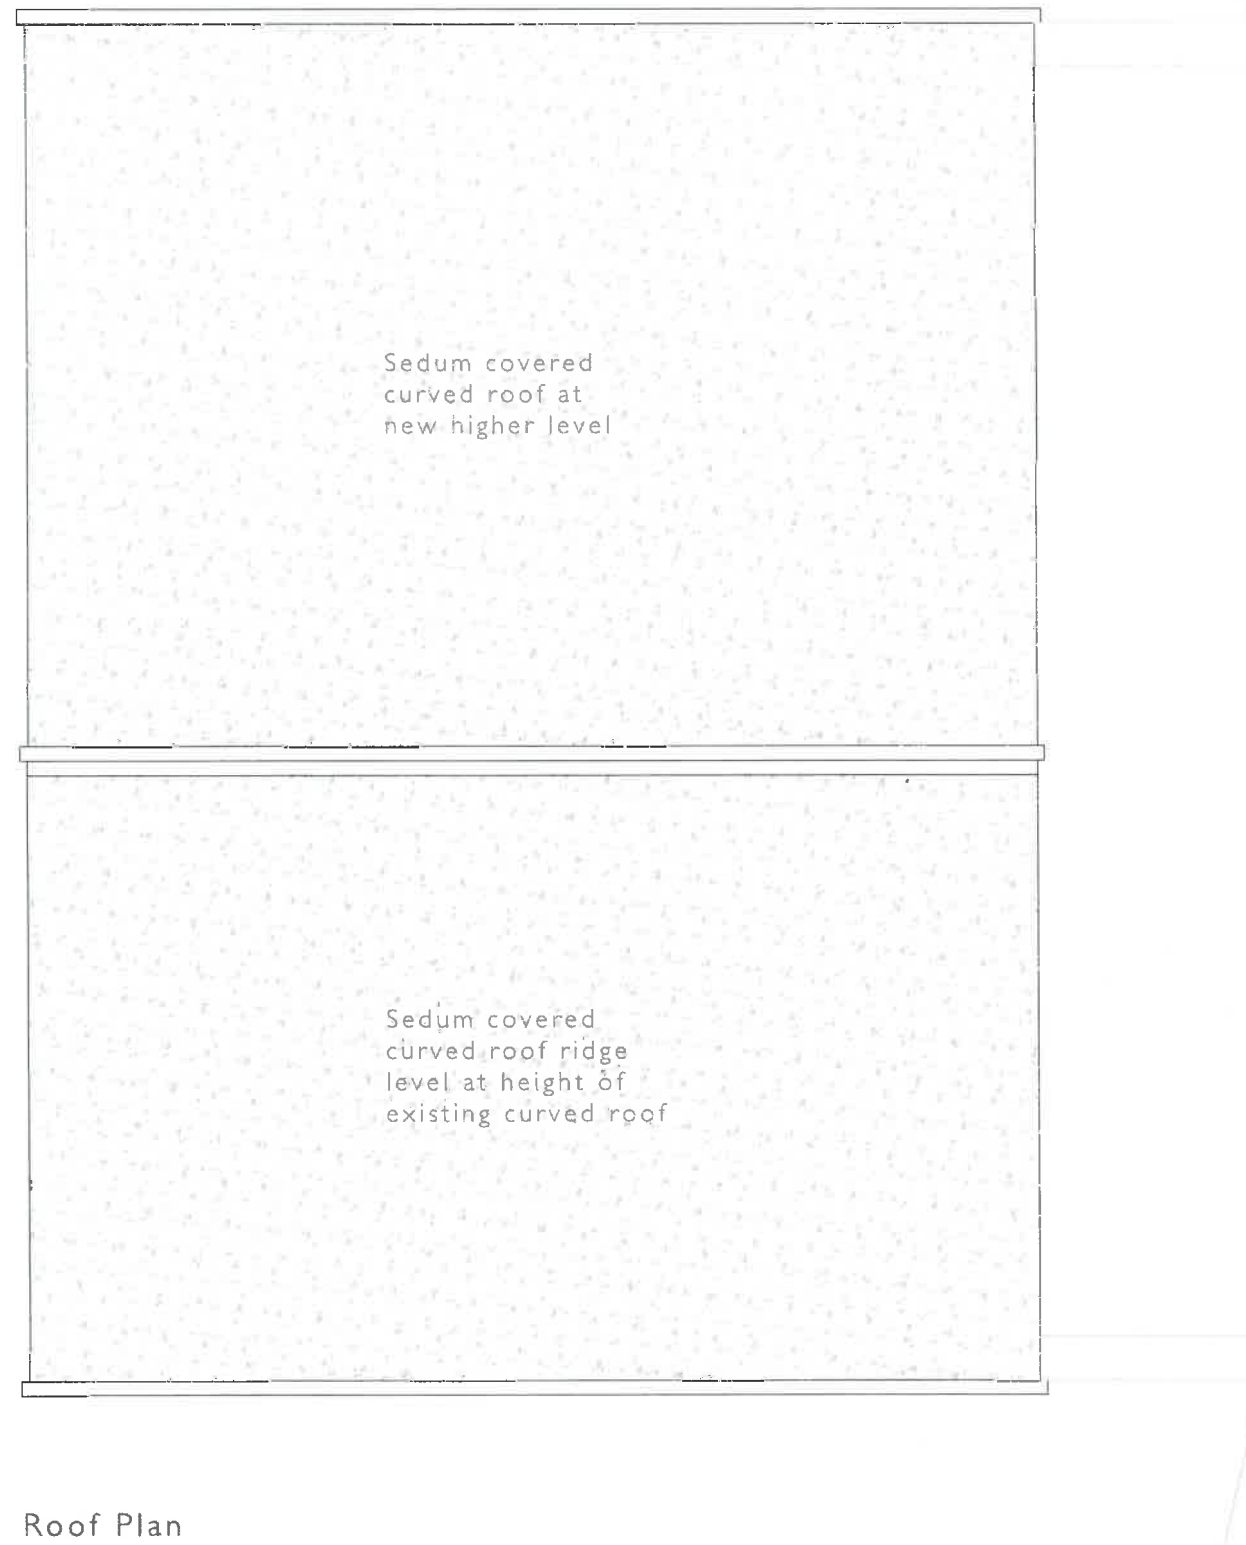 Sedum covered
curved roof at
new higher level
Sedum covered
curved roof ridge
level at height of
existing curved roof
Roof Plan